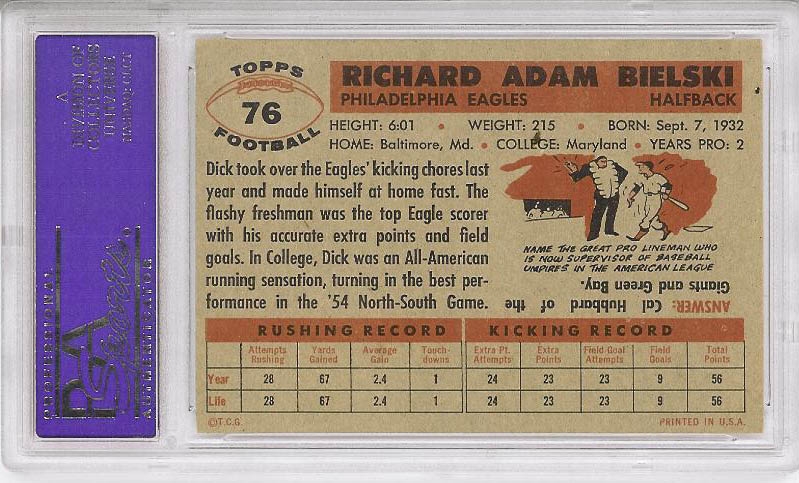 TOPPS
76
FOOTBALL
RICHARD ADAM BIELSKI
PHILADELPHIA EAGLES HALFBACK
HEIGHT: 6:01 • WEIGHT: 215 • BORN: Sept. 7, 1932
HOME: Baltimore, Md. • COLLEGE: Maryland • YEARS PRO: 2
Dick took over the Eagles' kicking chores last
year and made himself at home fast. The
flashy freshman was the top Eagle scorer
with his accurate extra points and field
goals. In College, Dick was an All-American
running sensation, turning in the best per-
formance in the '54 North-South Game.
NAME THE GREAT PRO LINEMAN WHO
IS NOW SUPERVISOR OF BASEBALL
UMPIRES IN THE AMERICAN LEAGUE
ANSWER: Cal Hubbard of the
Giants and Green Bay.
RUSHING RECORD KICKING RECORD
Attempts Rushing Yards Gained Average Gain Touch-downs Extra Pt. Attempts Extra Points Field Goal Attempts Field Goals Total Points
Year 28 67 2.4 1 24 23 23 9 56
Life 28 67 2.4 1 24 23 23 9 56
©T.C.G. PRINTED IN U.S.A.
A
DIVISION OF
COLLECTORS
UNIVERSE
NASDAQ: CLCT
PROFESSIONAL
PSA
Sports
AUTHENTICATOR